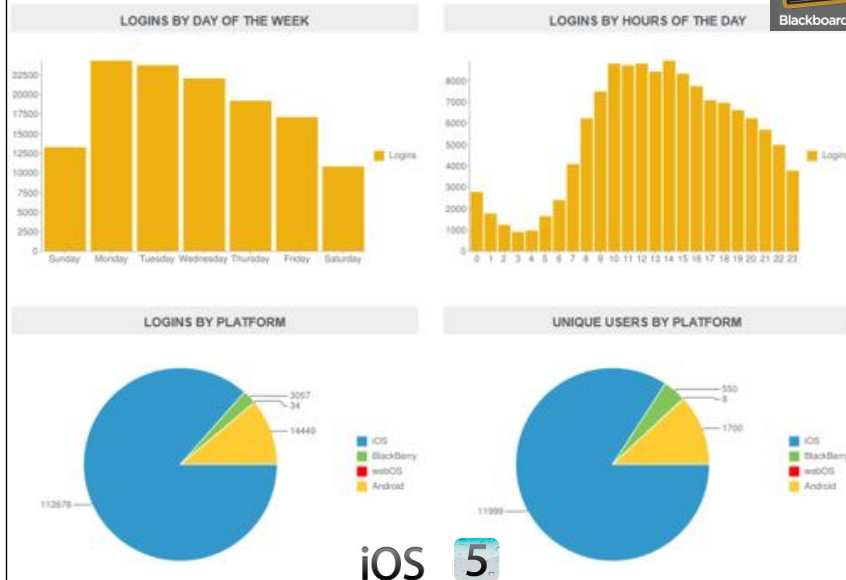 LOGINS BY DAY OF THE WEEK
22500
20000
17500
15000
12500
10000
7500
5000
2500
0
Sunday Monday Tuesday Wednesday Thursday Friday Saturday
Logins
LOGINS BY HOURS OF THE DAY
Blackboard
8000
7000
6000
5000
4000
3000
2000
1000
0
0 1 2 3 4 5 6 7 8 9 10 11 12 13 14 15 16 17 18 19 20 21 22 23
Logins
LOGINS BY PLATFORM
3057
34
14449
112676
iOS
BlackBerry
webOS
Android
UNIQUE USERS BY PLATFORM
550
8
1700
11999
iOS
BlackBerry
webOS
Android
iOS 5